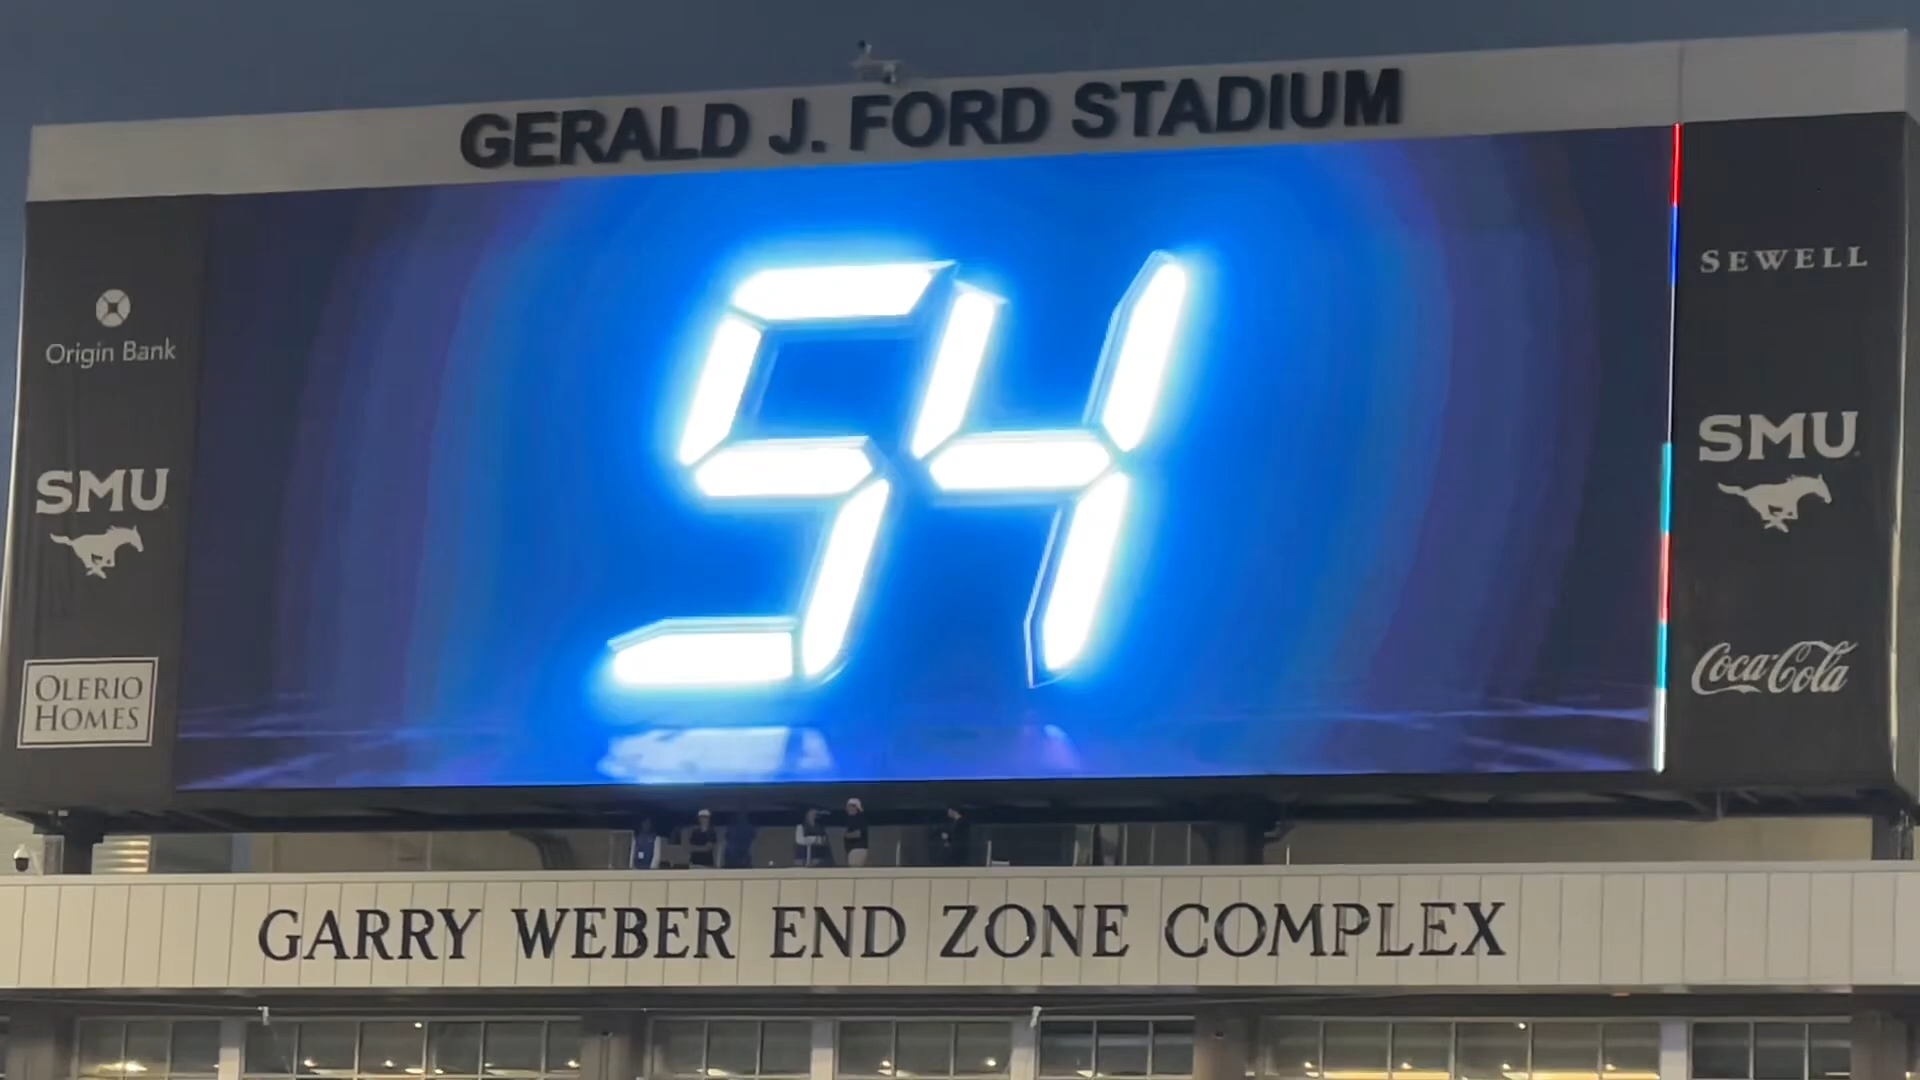 GERALD J. FORD STADIUM
54
Origin Bank
SMU
OLERIO
HOMES
SEWELL
SMU
Coca-Cola
GARRY WEBER END ZONE COMPLEX